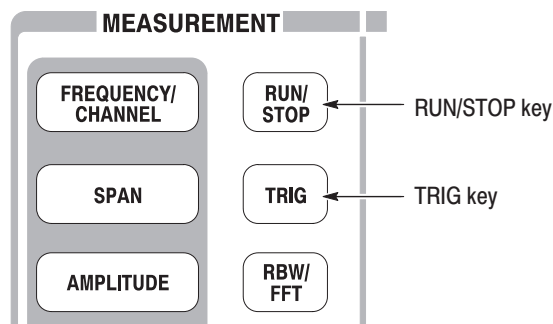 MEASUREMENT
FREQUENCY/
CHANNEL
RUN/
STOP
RUN/STOP key
SPAN
TRIG
TRIG key
AMPLITUDE
RBW/
FFT